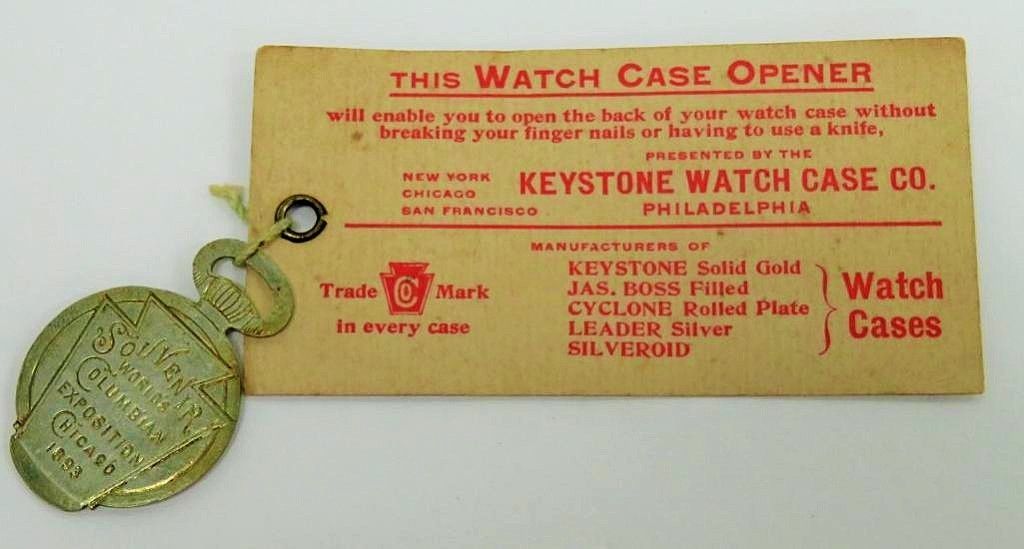 THIS WATCH CASE OPENER
will enable you to open the back of your watch case without
breaking your finger nails or having to use a knife,
PRESENTED BY THE
NEW YORK
CHICAGO
SAN FRANCISCO
KEYSTONE WATCH CASE CO.
PHILADELPHIA
MANUFACTURERS OF
Trade Mark
in every case
KEYSTONE Solid Gold
JAS. BOSS Filled
CYCLONE Rolled Plate
LEADER Silver
SILVEROID
Watch
Cases
SOUVENIR
WORLDS
COLUMBIAN
EXPOSITION
CHICAGO
1893